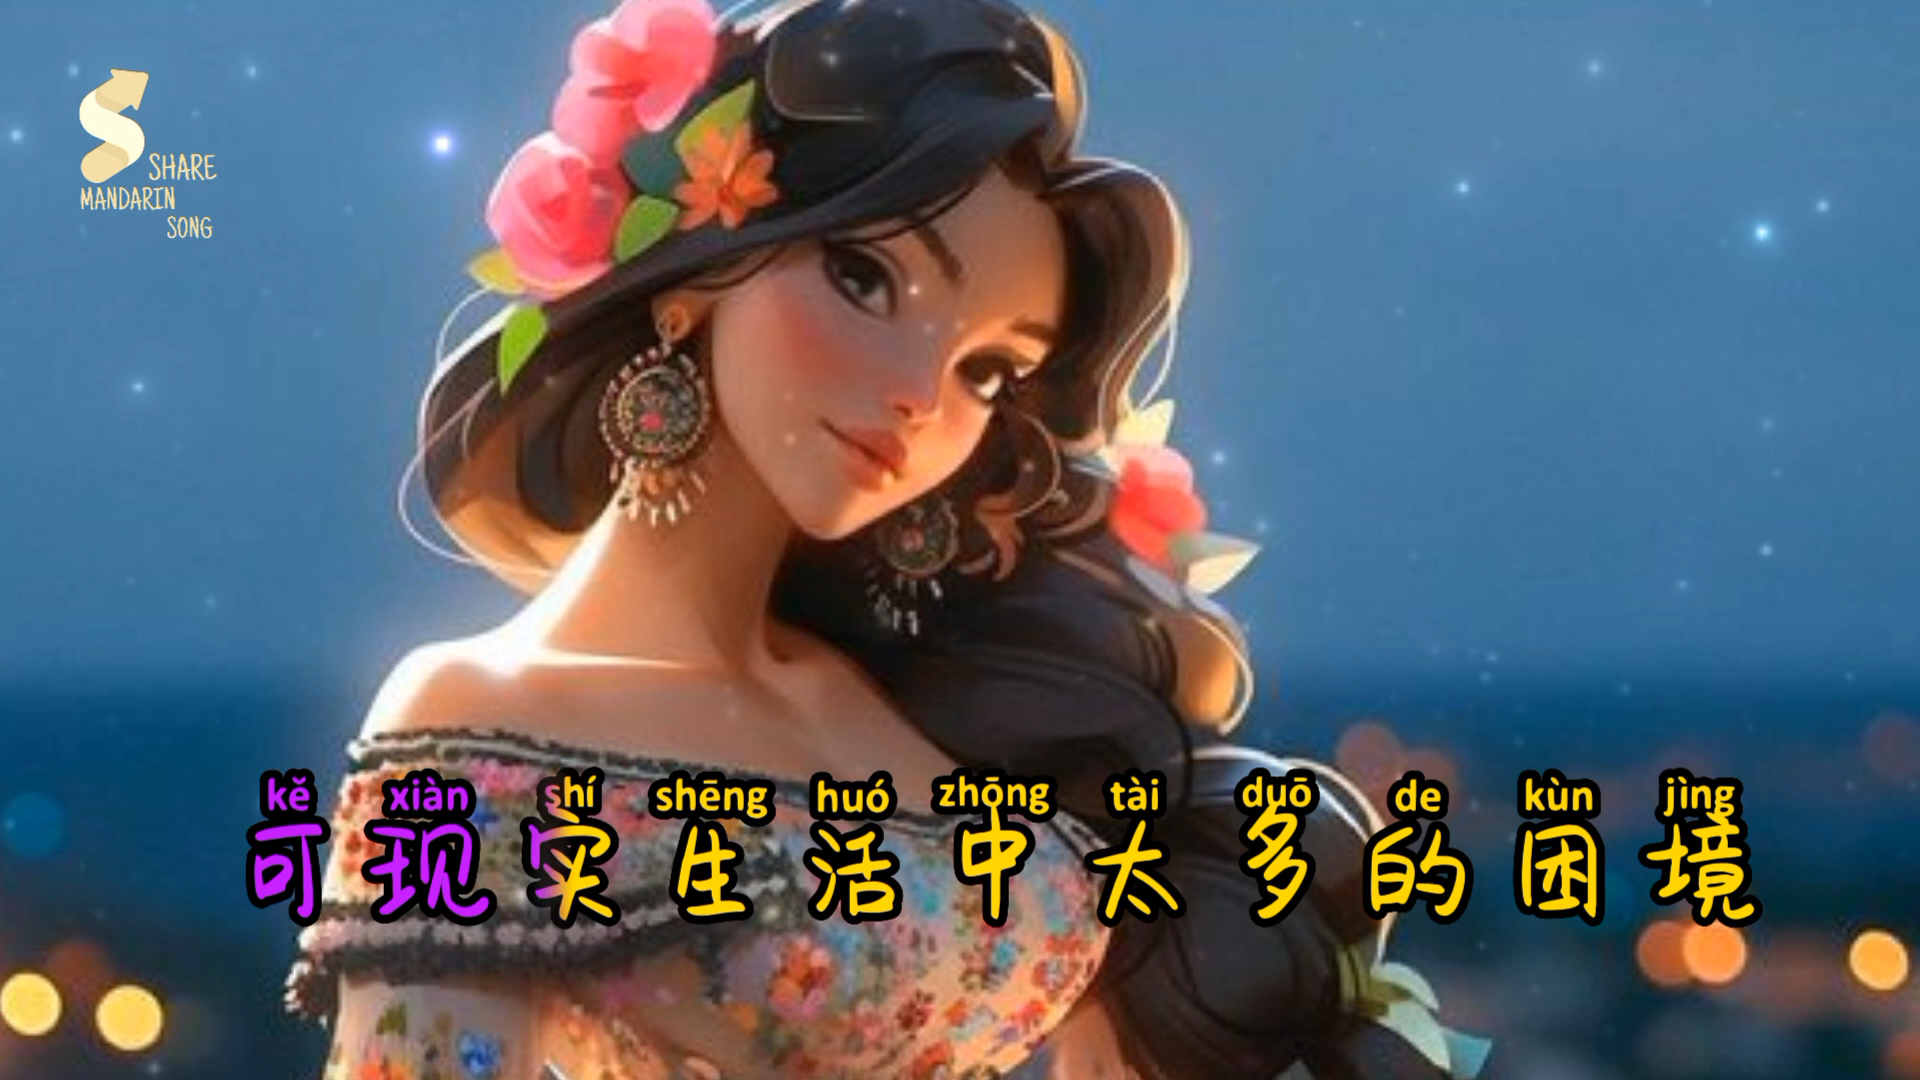 SHARE
MANDARIN
SONG
kě xiàn shí shēng huó zhōng tài duō de kùn jìng
可现实生活中太多的困境